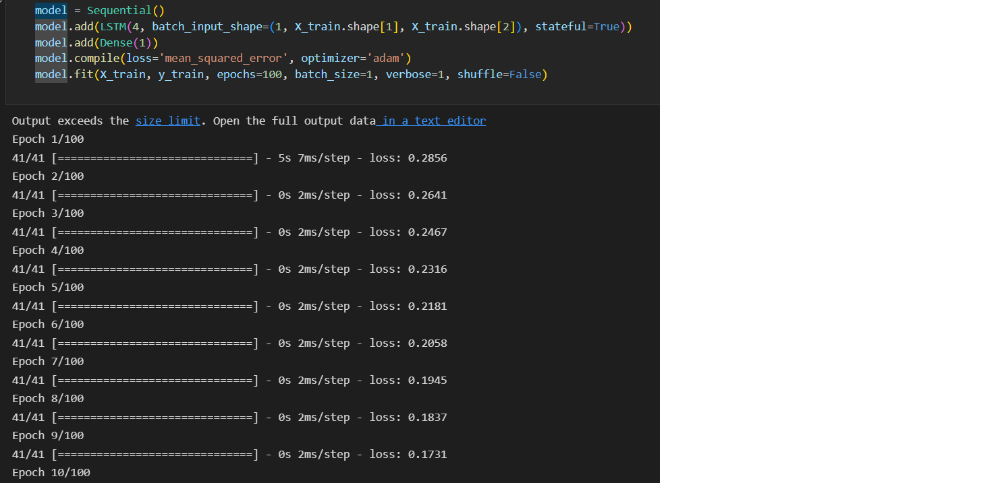 model = Sequential()
model.add(LSTM(4, batch_input_shape=(1, X_train.shape[1], X_train.shape[2]), stateful=True))
model.add(Dense(1))
model.compile(loss='mean_squared_error', optimizer='adam')
model.fit(X_train, y_train, epochs=100, batch_size=1, verbose=1, shuffle=False)
Output exceeds the size limit. Open the full output data in a text editor
Epoch 1/100
41/41 [==============================] - 5s 7ms/step - loss: 0.2856
Epoch 2/100
41/41 [==============================] - 0s 2ms/step - loss: 0.2641
Epoch 3/100
41/41 [==============================] - 0s 2ms/step - loss: 0.2467
Epoch 4/100
41/41 [==============================] - 0s 2ms/step - loss: 0.2316
Epoch 5/100
41/41 [==============================] - 0s 2ms/step - loss: 0.2181
Epoch 6/100
41/41 [==============================] - 0s 2ms/step - loss: 0.2058
Epoch 7/100
41/41 [==============================] - 0s 2ms/step - loss: 0.1945
Epoch 8/100
41/41 [==============================] - 0s 2ms/step - loss: 0.1837
Epoch 9/100
41/41 [==============================] - 0s 2ms/step - loss: 0.1731
Epoch 10/100